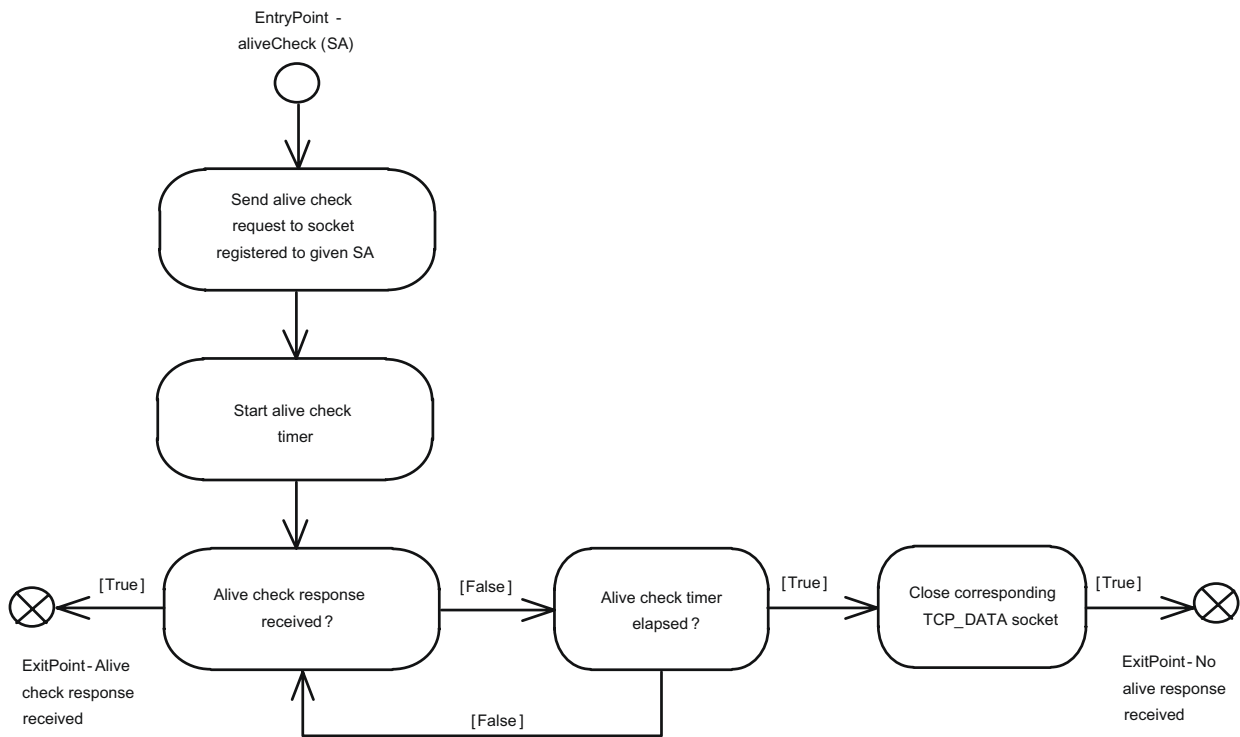 EntryPoint -
aliveCheck (SA)
Send alive check
request to socket
registered to given SA
Start alive check
timer
[True]
Alive check response
received?
[False]
Alive check timer
elapsed?
[True]
Close corresponding
TCP_DATA socket
[True]
ExitPoint-Alive
check response
received
[False]
ExitPoint-No
alive response
received